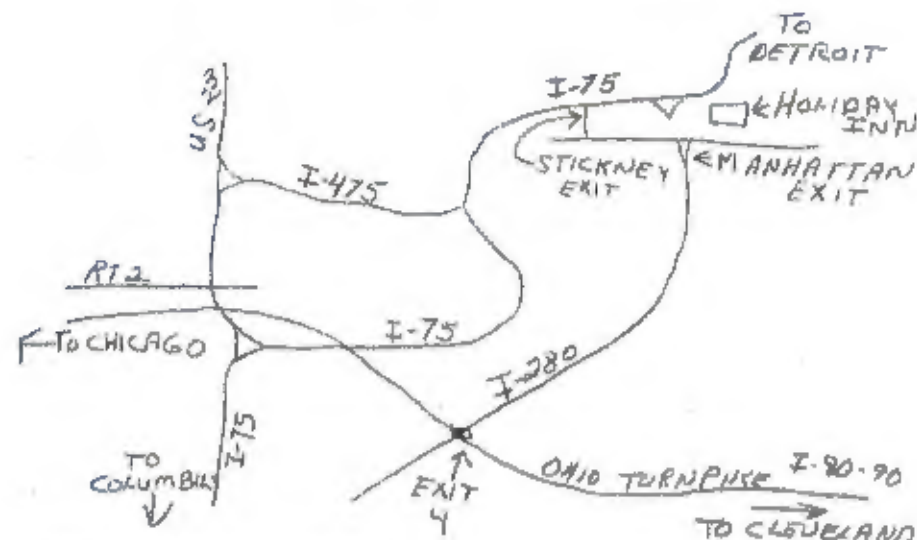 TO
DETROIT
I-75
HOLIDAY
INN
US 23
STICKNEY
EXIT
MANHATTAN
EXIT
I-475
RT 2
TO CHICAGO
I-75
I-280
I-75
TO
COLUMBUS
EXIT
4
OHIO TURNPIKE I-80-90
TO CLEVELAND